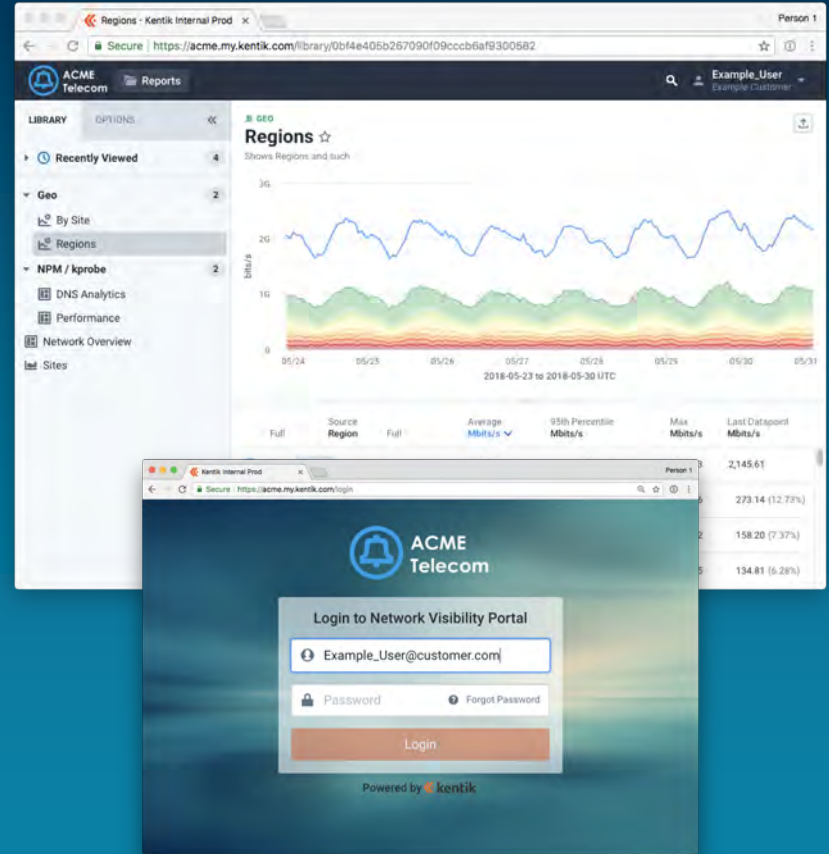 Regions - Kentik Internal Prod ×
Person 1
Secure | https://acme.my.kentik.com/library/0bf4e405b267090f09cccb6af9300582
ACME
Telecom
Reports
Example_User
Example Customer
LIBRARY
OPTIONS
Recently Viewed 4
Geo 2
By Site
Regions
NPM / kprobe 2
DNS Analytics
Performance
Network Overview
Sites
GEO
Regions
Shows Regions and such
3G
2G
1G
0
bits/s
05/24 05/25 05/26 05/27 05/28 05/29 05/30 05/31
2018-05-23 to 2018-05-30 UTC
Full
Source
Region
Full
Average
Mbits/s
95th Percentile
Mbits/s
Max
Mbits/s
Last Datapoint
Mbits/s
3 2,145.61
6 273.14 (12.73%)
2 158.20 (7.37%)
5 134.81 (6.28%)
Kentik Internal Prod ×
Person 1
Secure | https://acme.my.kentik.com/login
ACME
Telecom
Login to Network Visibility Portal
Example_User@customer.com
Password
Forgot Password
Login
Powered by kentik